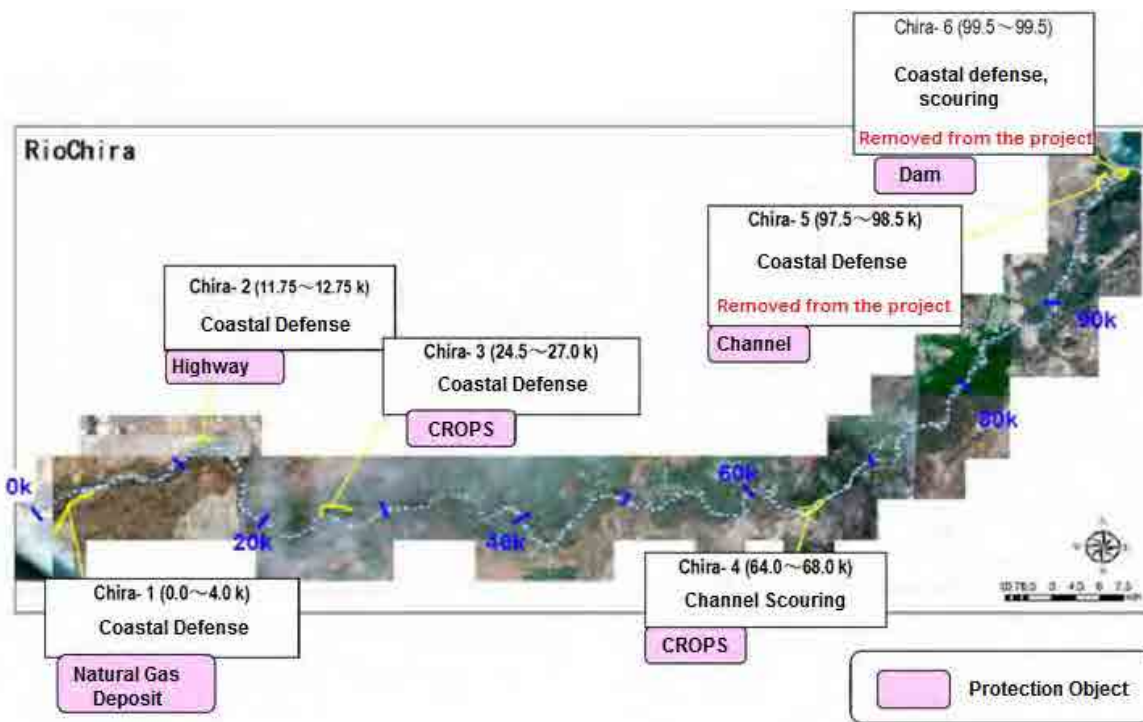 Chira- 6 (99.5～99.5)
Coastal defense,
scouring
Removed from the project
Dam
RioChira
Chira- 5 (97.5～98.5 k)
Coastal Defense
Removed from the project
Channel
Chira- 2 (11.75～12.75 k)
Coastal Defense
Highway
Chira- 3 (24.5～27.0 k)
Coastal Defense
CROPS
90k
80k
60k
0k
20k
40k
Chira- 4 (64.0～68.0 k)
Channel Scouring
CROPS
Chira- 1 (0.0～4.0 k)
Coastal Defense
Natural Gas
Deposit
Protection Object